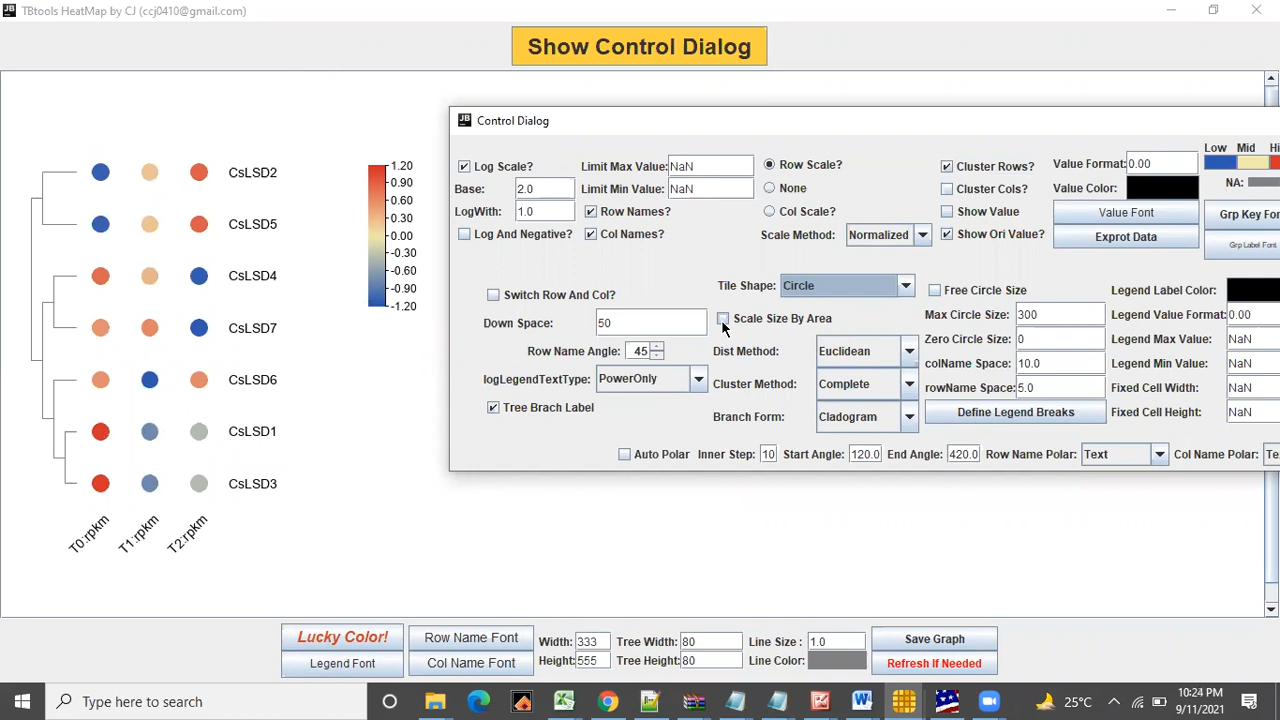 JB TBtools HeatMap by CJ (ccj0410@gmail.com)
Show Control Dialog
JB Control Dialog
Log Scale? Limit Max Value: NaN Row Scale? Cluster Rows? Value Format: 0.00 Low Mid Hi
Base: 2.0 Limit Min Value: NaN None Cluster Cols? Value Color: NA:
LogWith: 1.0 Row Names? Col Scale? Show Value Value Font Grp Key For
Log And Negative? Col Names? Scale Method: Normalized Show Ori Value? Exprot Data Grp Label Font
Switch Row And Col? Tile Shape: Circle Free Circle Size Legend Label Color:
Down Space: 50 Scale Size By Area Max Circle Size: 300 Legend Value Format: 0.00
Zero Circle Size: 0 Legend Max Value: NaN
Row Name Angle: 45 Dist Method: Euclidean colName Space: 10.0 Legend Min Value: NaN
logLegendTextType: PowerOnly Cluster Method: Complete rowName Space: 5.0 Fixed Cell Width: NaN
Tree Brach Label Branch Form: Cladogram Define Legend Breaks Fixed Cell Height: NaN
Auto Polar Inner Step: 10 Start Angle: 120.0 End Angle: 420.0 Row Name Polar: Text Col Name Polar: Te
CsLSD2
CsLSD5
CsLSD4
CsLSD7
CsLSD6
CsLSD1
CsLSD3
T0:rpkm T1:rpkm T2:rpkm
1.20
0.90
0.60
0.30
0.00
-0.30
-0.60
-0.90
-1.20
Lucky Color! Row Name Font Width: 333 Tree Width: 80 Line Size : 1.0 Save Graph
Legend Font Col Name Font Height: 555 Tree Height: 80 Line Color: Refresh If Needed
Type here to search
25°C
10:24 PM
9/11/2021